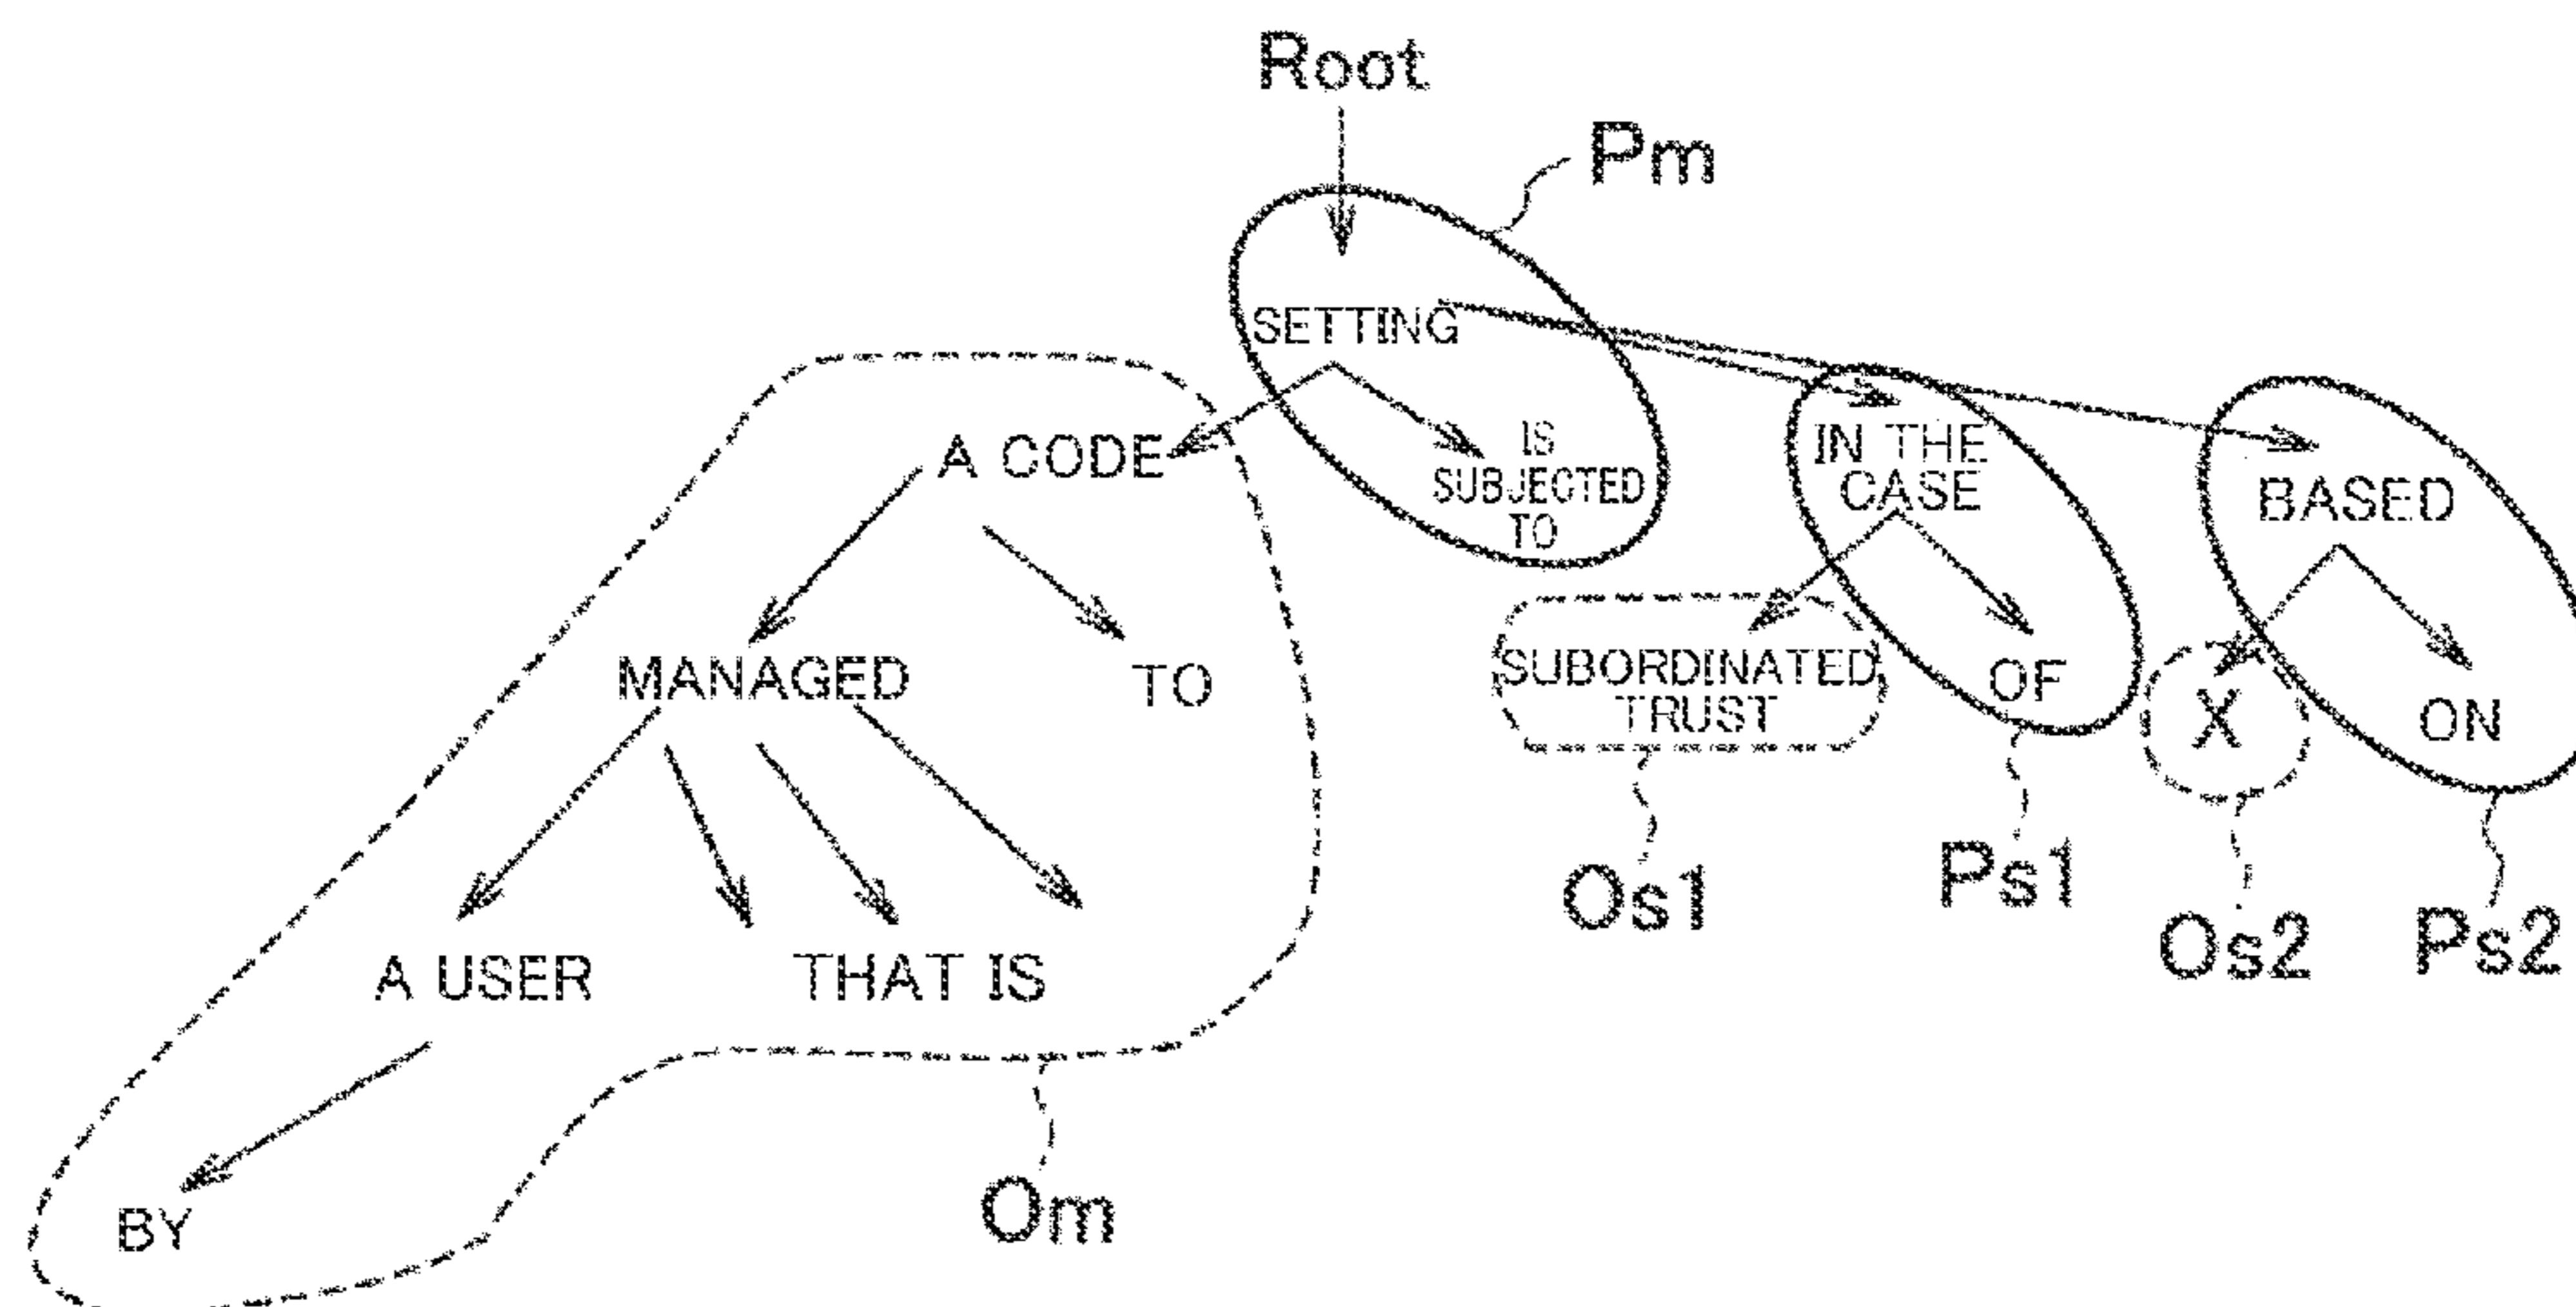 Root
Pm
SETTING
A CODE
IS
SUBJECTED
TO
IN THE
CASE
BASED
MANAGED
TO
SUBORDINATED
TRUST
OF
X
ON
Os1
Ps1
Os2
Ps2
A USER
THAT IS
BY
Om